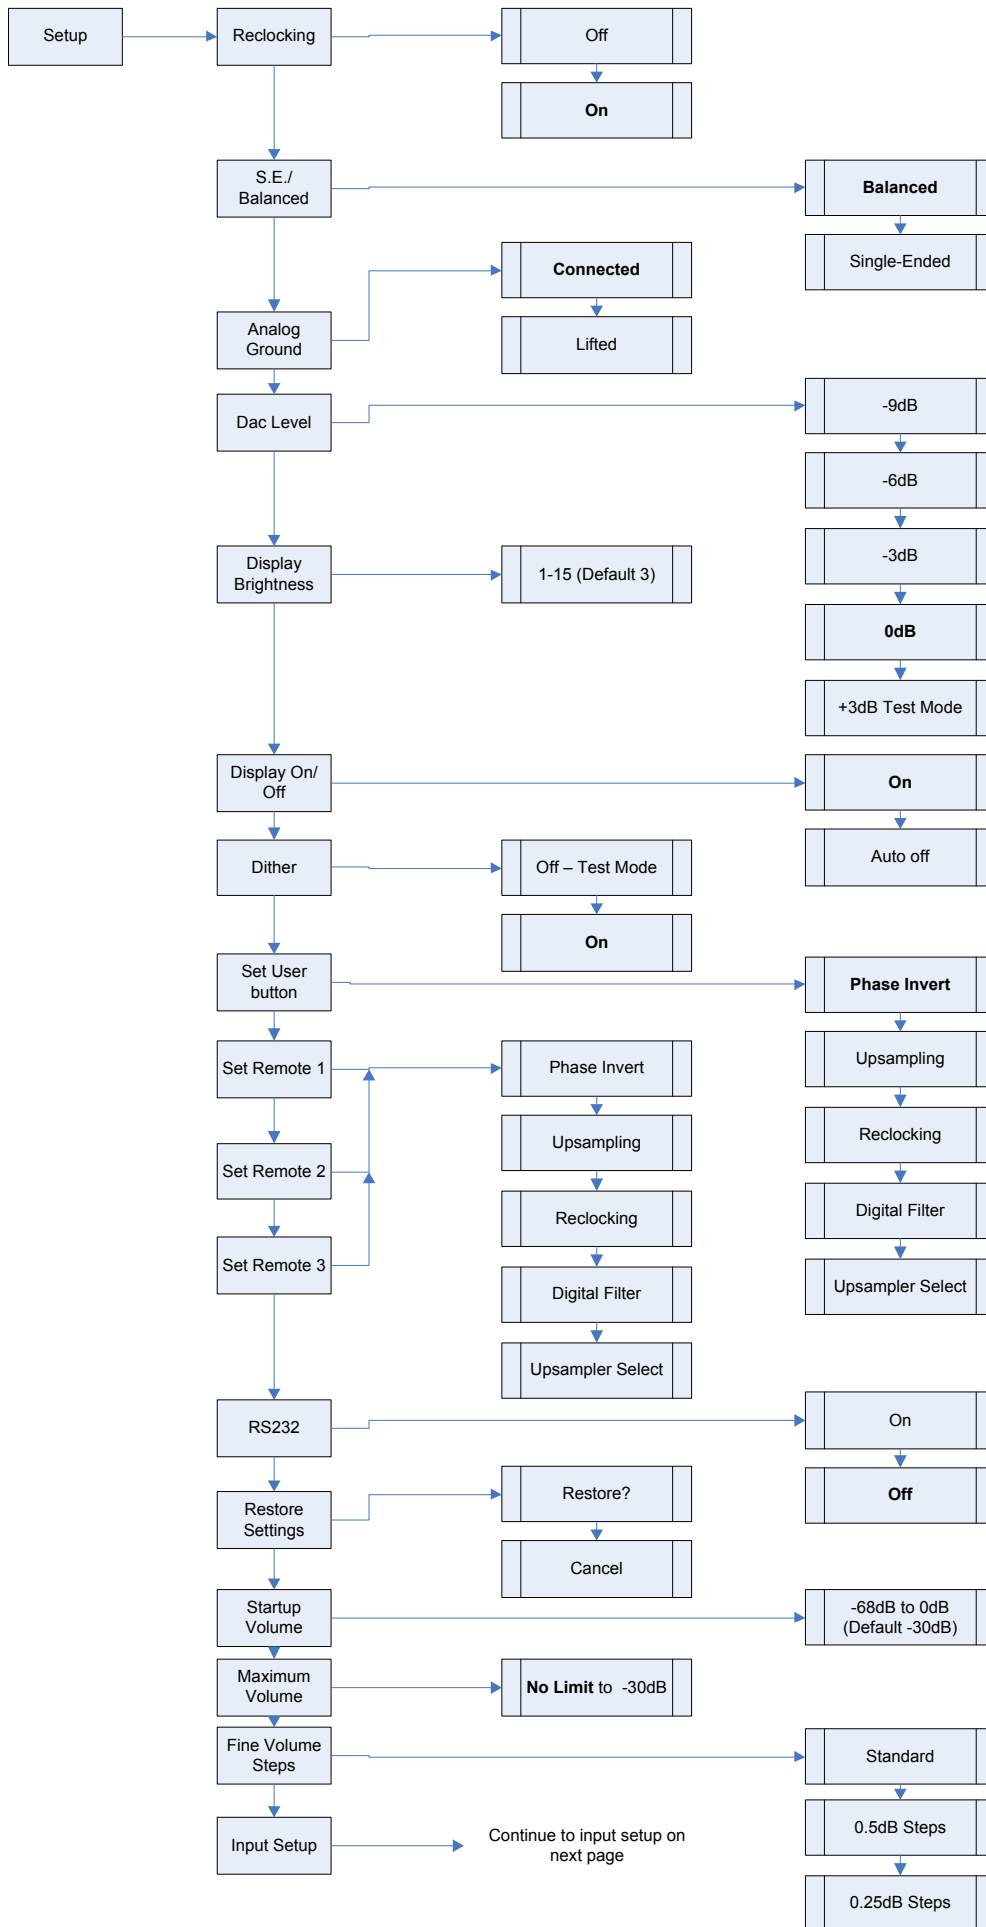 Setup
Reclocking
Off
On
S.E./
Balanced
Balanced
Single-Ended
Analog
Ground
Connected
Lifted
Dac Level
-9dB
-6dB
-3dB
0dB
+3dB Test Mode
Display
Brightness
1-15 (Default 3)
Display On/
Off
On
Auto off
Dither
Off – Test Mode
On
Set User
button
Phase Invert
Upsampling
Reclocking
Digital Filter
Upsampler Select
Set Remote 1
Set Remote 2
Set Remote 3
Phase Invert
Upsampling
Reclocking
Digital Filter
Upsampler Select
RS232
On
Off
Restore
Settings
Restore?
Cancel
Startup
Volume
-68dB to 0dB
(Default -30dB)
Maximum
Volume
No Limit to -30dB
Fine Volume
Steps
Standard
0.5dB Steps
0.25dB Steps
Input Setup
Continue to input setup on
next page